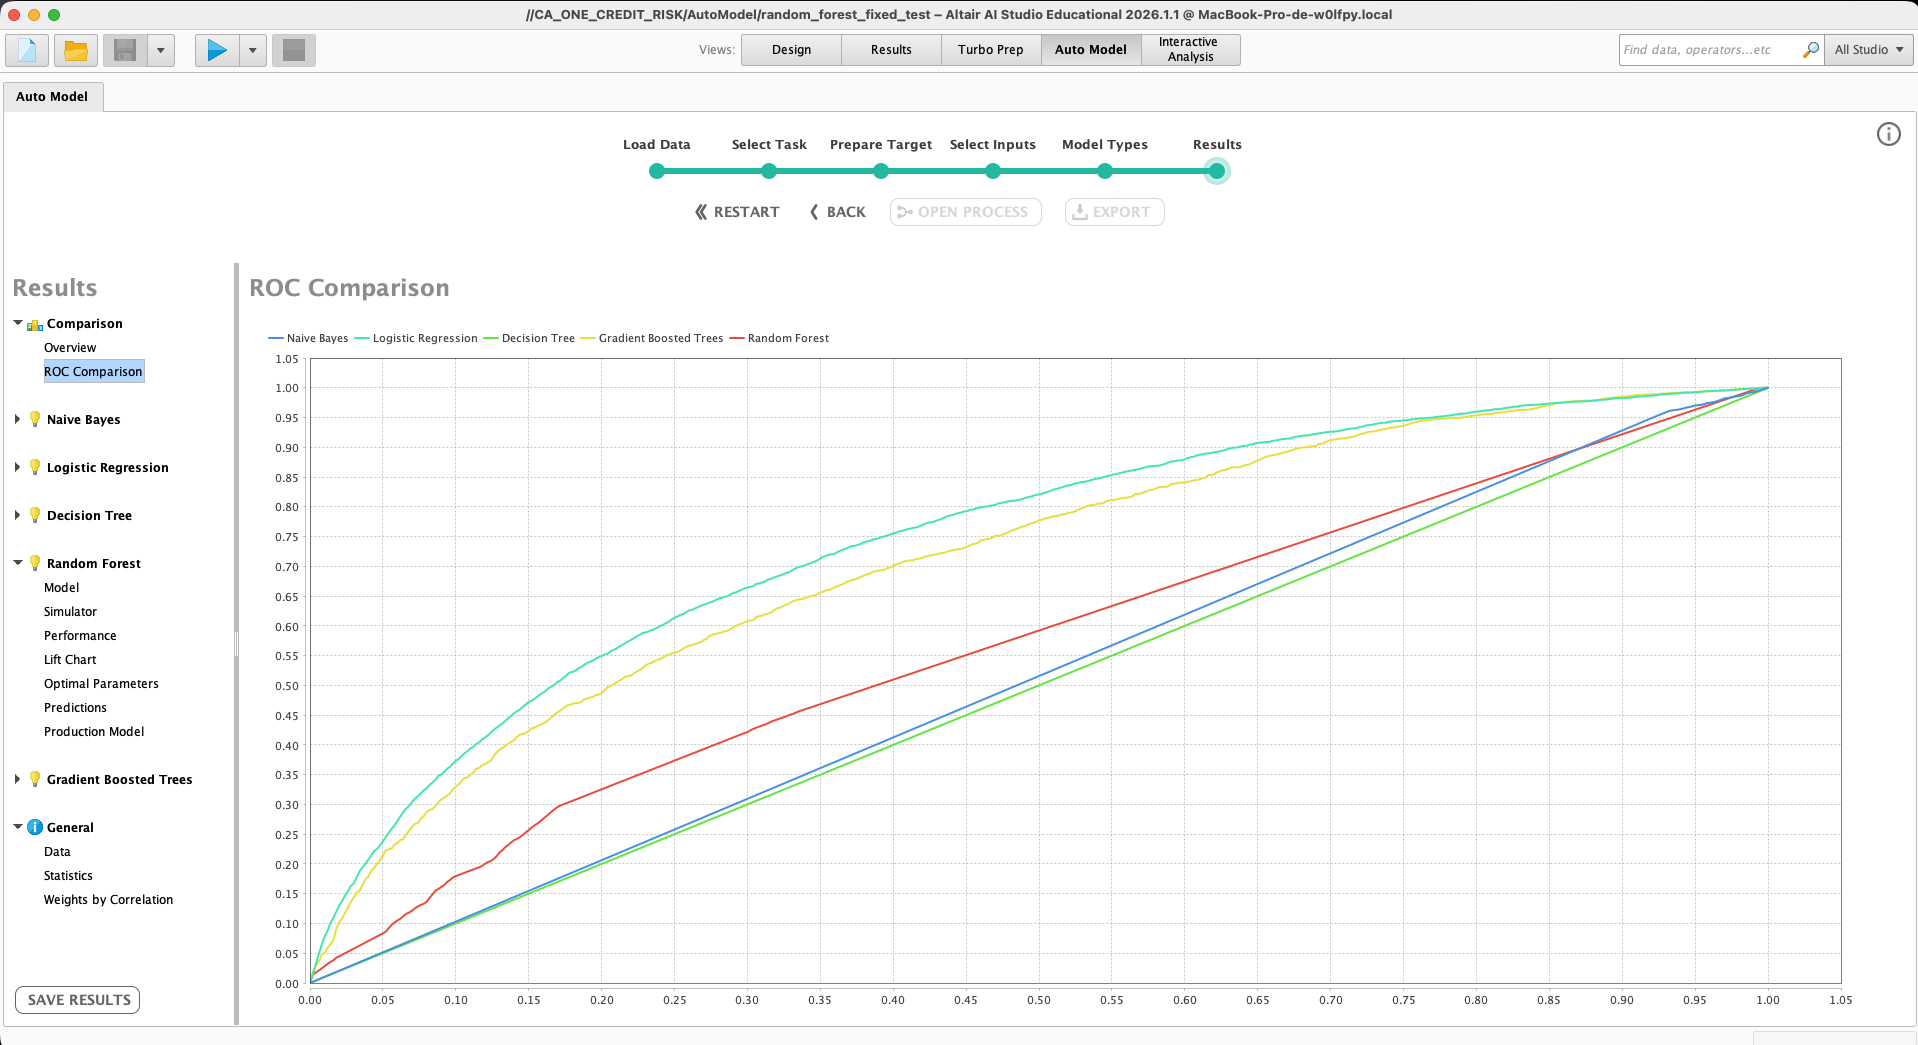 //CA_ONE_CREDIT_RISK/AutoModel/random_forest_fixed_test – Altair AI Studio Educational 2026.1.1 @ MacBook-Pro-de-w0lfpy.local
Views: Design Results Turbo Prep Auto Model Interactive Analysis
Find data, operators...etc All Studio
Auto Model
Load Data Select Task Prepare Target Select Inputs Model Types Results
RESTART BACK OPEN PROCESS EXPORT
Results
Comparison
Overview
ROC Comparison
Naive Bayes
Logistic Regression
Decision Tree
Random Forest
Model
Simulator
Performance
Lift Chart
Optimal Parameters
Predictions
Production Model
Gradient Boosted Trees
General
Data
Statistics
Weights by Correlation
SAVE RESULTS
ROC Comparison
Naive Bayes Logistic Regression Decision Tree Gradient Boosted Trees Random Forest
1.05
1.00
0.95
0.90
0.85
0.80
0.75
0.70
0.65
0.60
0.55
0.50
0.45
0.40
0.35
0.30
0.25
0.20
0.15
0.10
0.05
0.00
0.00 0.05 0.10 0.15 0.20 0.25 0.30 0.35 0.40 0.45 0.50 0.55 0.60 0.65 0.70 0.75 0.80 0.85 0.90 0.95 1.00 1.05